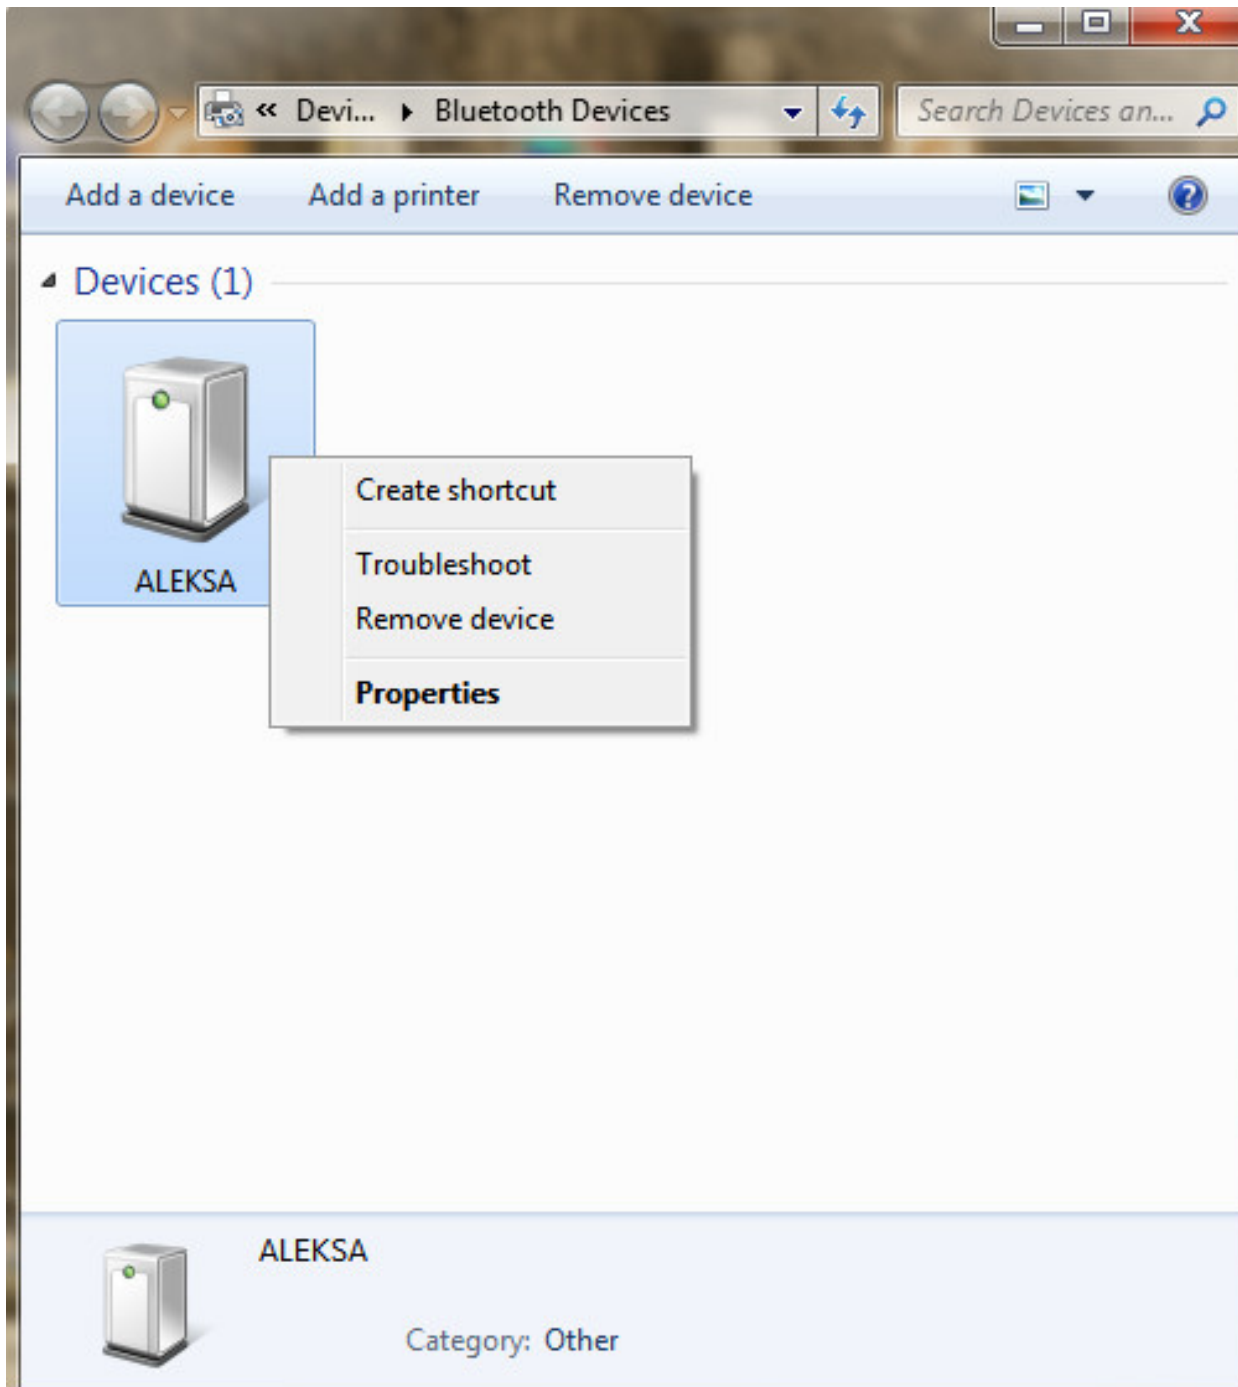 « Devi... ▸ Bluetooth Devices Search Devices an...
Add a device Add a printer Remove device
Devices (1)
ALEKSA
Create shortcut
Troubleshoot
Remove device
Properties
ALEKSA
Category: Other